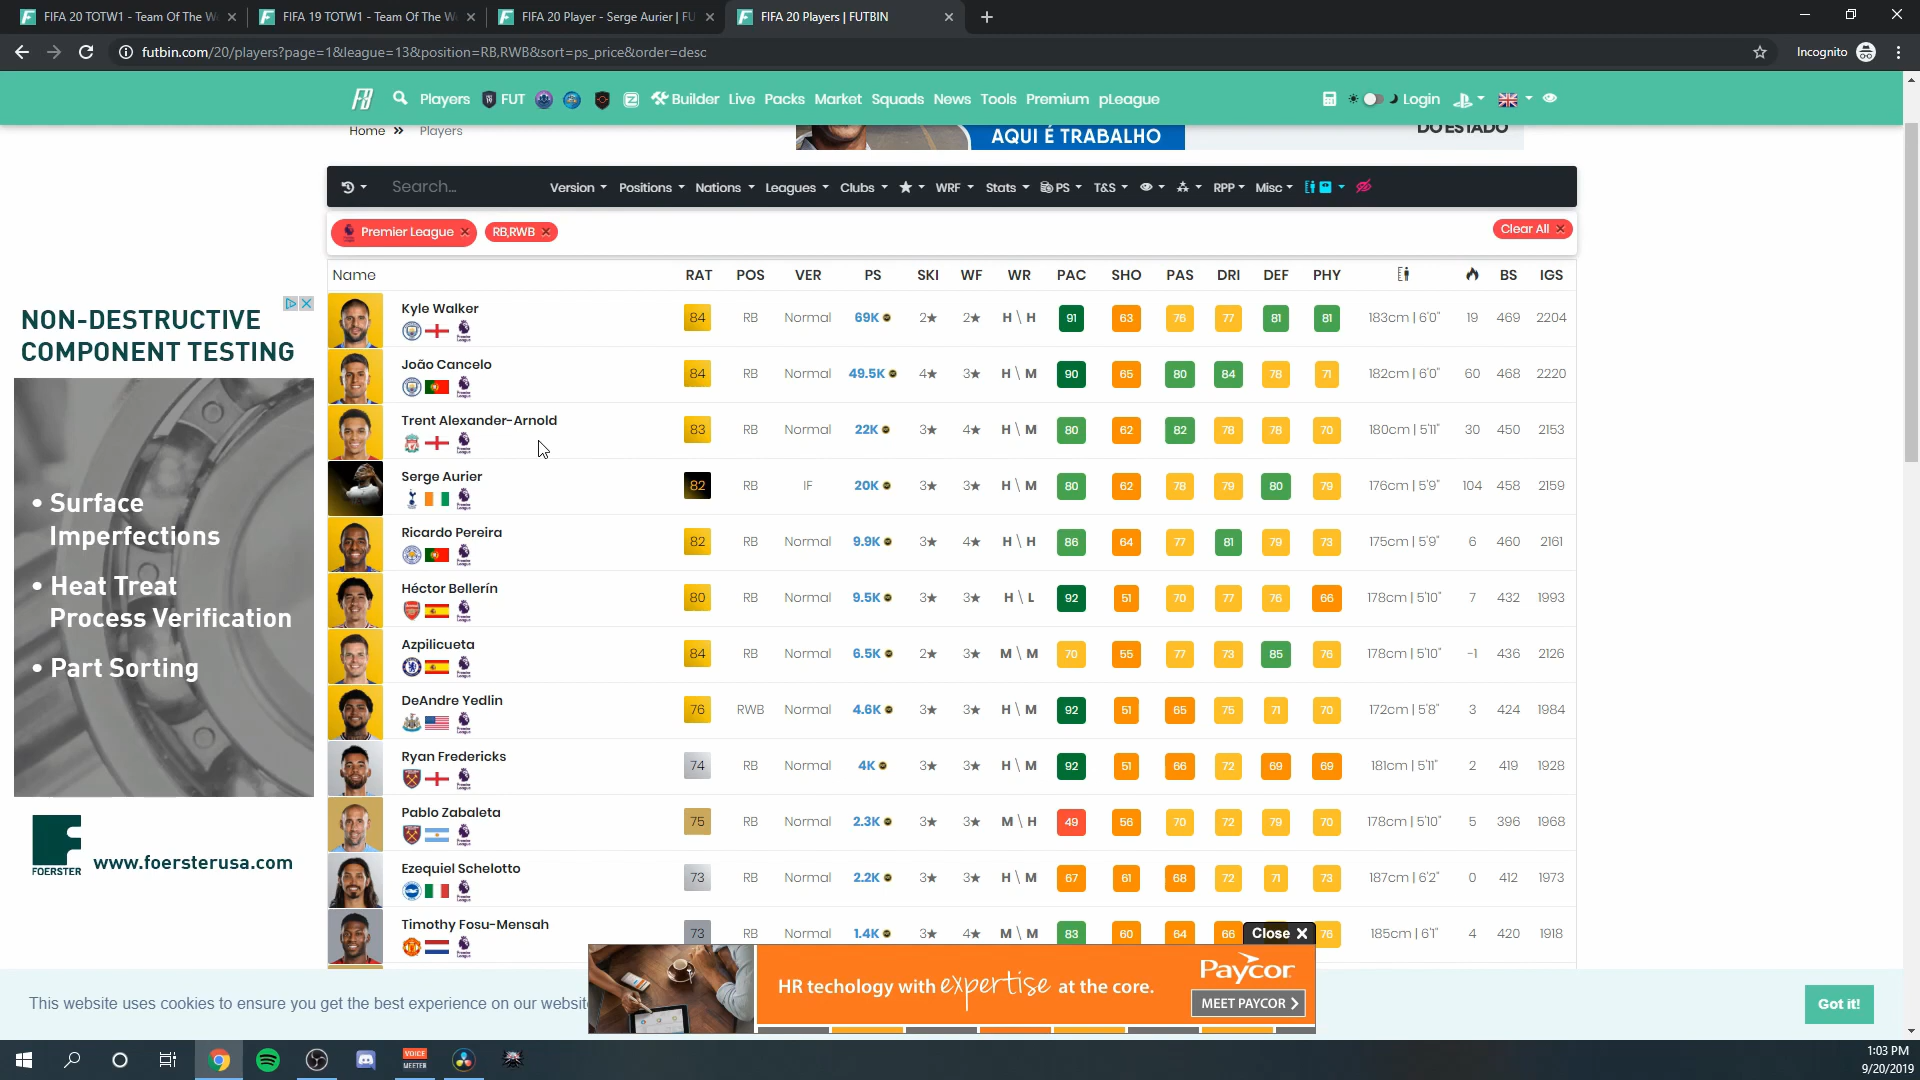 FIFA 20 TOTW1 - Team Of The W
FIFA 19 TOTW1 - Team Of The W
FIFA 20 Player - Serge Aurier | FU
FIFA 20 Players | FUTBIN
futbin.com/20/players?page=1&league=13&position=RB,RWB&sort=ps_price&order=desc
Incognito
FB Players FUT Builder Live Packs Market Squads News Tools Premium pLeague Login
Home » Players
AQUI É TRABALHO
DO ESTADO
Search... Version Positions Nations Leagues Clubs WRF Stats PS T&S RPP Misc
Premier League × RB,RWB × Clear All ×
Name RAT POS VER PS SKI WF WR PAC SHO PAS DRI DEF PHY BS IGS
Kyle Walker 84 RB Normal 69K 2★ 2★ H \ H 91 63 76 77 81 81 183cm | 6'0" 19 469 2204
João Cancelo 84 RB Normal 49.5K 4★ 3★ H \ M 90 65 80 84 78 71 182cm | 6'0" 60 468 2220
Trent Alexander-Arnold 83 RB Normal 22K 3★ 4★ H \ M 80 62 82 78 78 70 180cm | 5'11" 30 450 2153
Serge Aurier 82 RB IF 20K 3★ 3★ H \ M 80 62 78 79 80 79 176cm | 5'9" 104 458 2159
Ricardo Pereira 82 RB Normal 9.9K 3★ 4★ H \ H 86 64 77 81 79 73 175cm | 5'9" 6 460 2161
Héctor Bellerín 80 RB Normal 9.5K 3★ 3★ H \ L 92 51 70 77 76 66 178cm | 5'10" 7 432 1993
Azpilicueta 84 RB Normal 6.5K 2★ 3★ M \ M 70 55 77 73 85 76 178cm | 5'10" -1 436 2126
DeAndre Yedlin 76 RWB Normal 4.6K 3★ 3★ H \ M 92 51 65 75 71 70 172cm | 5'8" 3 424 1984
Ryan Fredericks 74 RB Normal 4K 3★ 3★ H \ M 92 51 66 72 69 69 181cm | 5'11" 2 419 1928
Pablo Zabaleta 75 RB Normal 2.3K 3★ 3★ M \ H 49 56 70 72 79 70 178cm | 5'10" 5 396 1968
Ezequiel Schelotto 73 RB Normal 2.2K 3★ 3★ H \ M 67 61 68 72 71 73 187cm | 6'2" 0 412 1973
Timothy Fosu-Mensah 73 RB Normal 1.4K 3★ 4★ M \ M 83 60 64 66 76 185cm | 6'1" 4 420 1918
NON-DESTRUCTIVE
COMPONENT TESTING
• Surface
Imperfections
• Heat Treat
Process Verification
• Part Sorting
FOERSTER
www.foersterusa.com
Close X
HR techology with expertise at the core.
Paycor
MEET PAYCOR >
This website uses cookies to ensure you get the best experience on our websit
Got it!
VOICE
MEETER
1:03 PM
9/20/2019